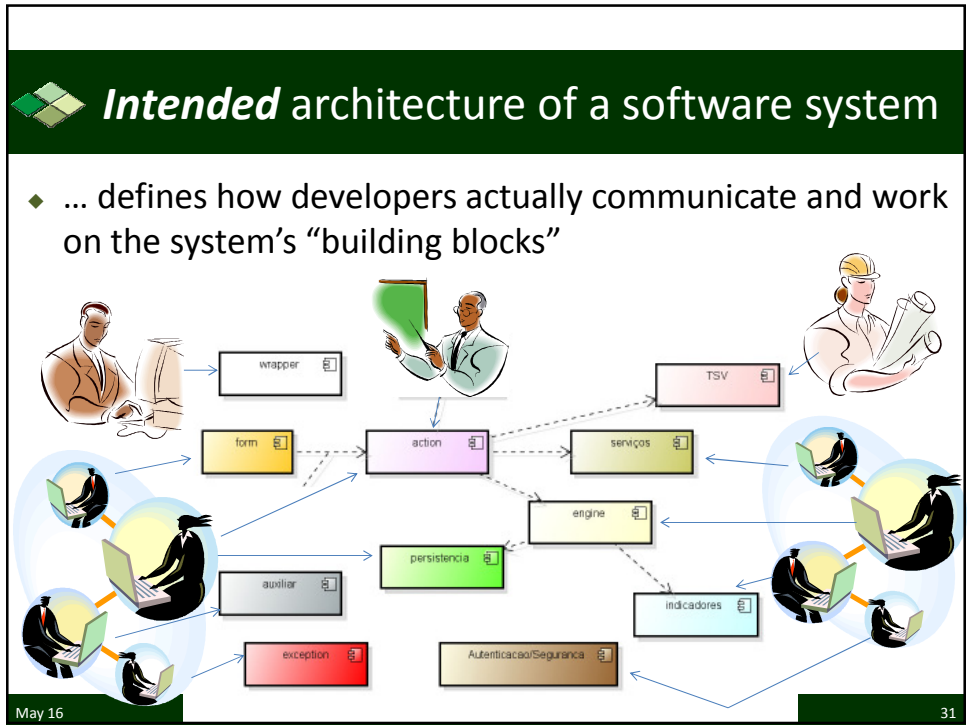 Intended architecture of a software system
… defines how developers actually communicate and work
on the system’s “building blocks”
wrapper
TSV
form
action
serviços
engine
persistencia
auxiliar
indicadores
exception
Autenticacao/Seguranca
May 16
31